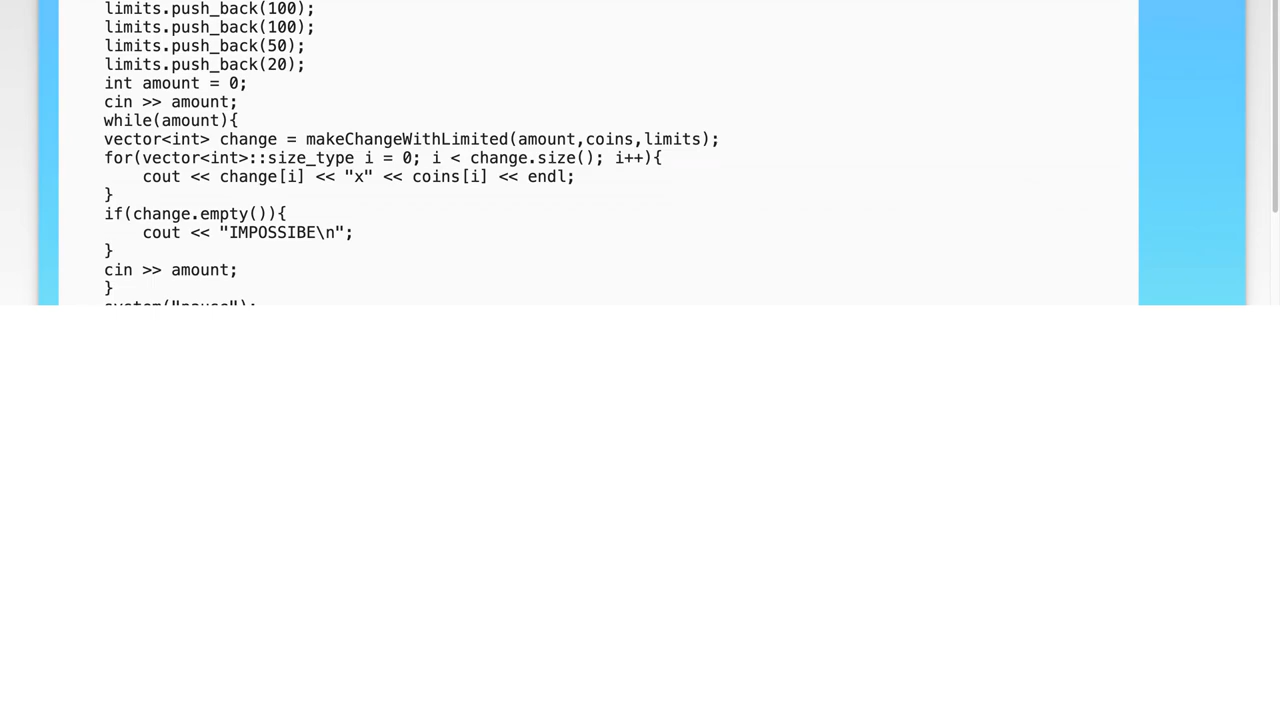 limits.push_back(100);
limits.push_back(100);
limits.push_back(50);
limits.push_back(20);
int amount = 0;
cin >> amount;
while(amount){
vector<int> change = makeChangeWithLimited(amount,coins,limits);
for(vector<int>::size_type i = 0; i < change.size(); i++){
    cout << change[i] << "x" << coins[i] << endl;
}
if(change.empty()){
    cout << "IMPOSSIBE\n";
}
cin >> amount;
}
system("pause");